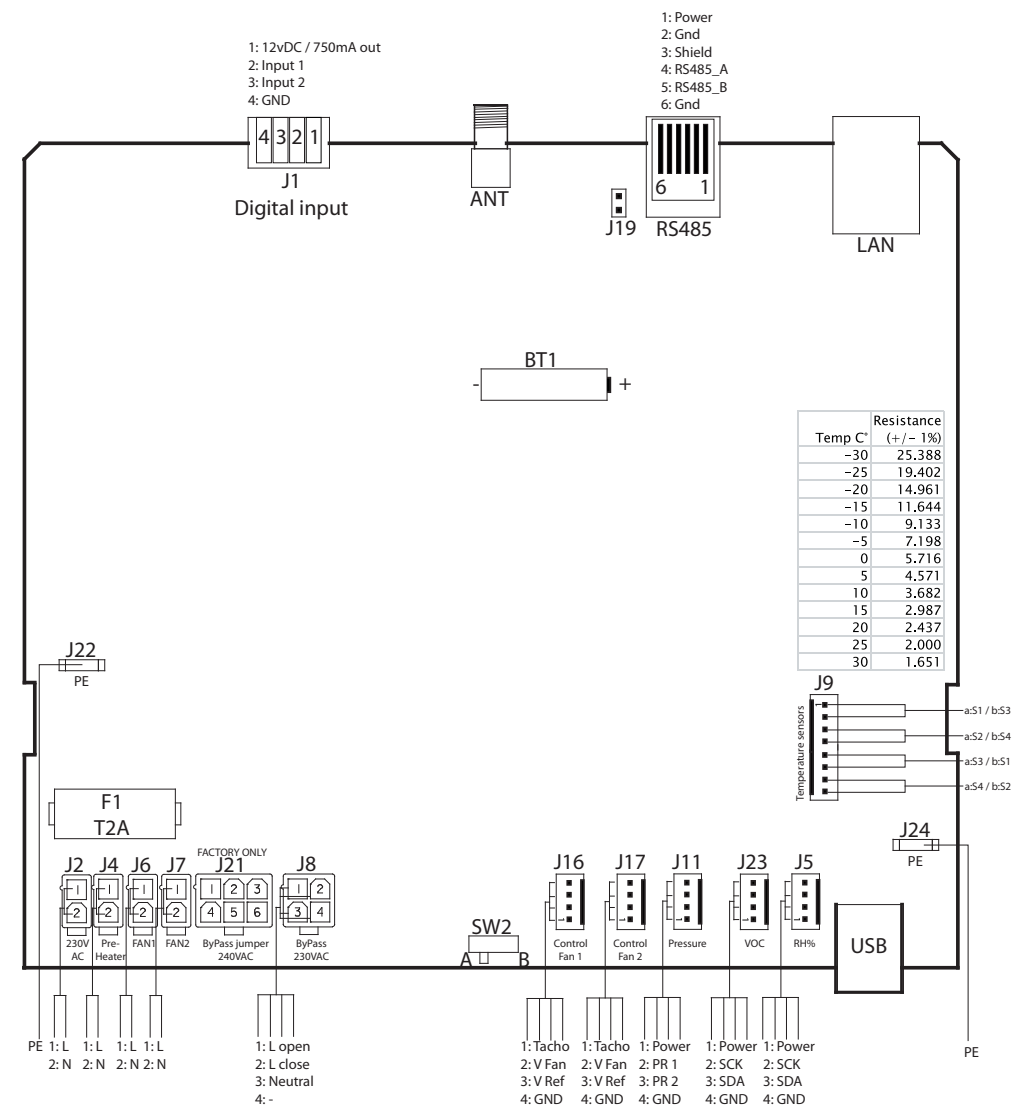 1: Power
2: Gnd
3: Shield
4: RS485_A
5: RS485_B
6: Gnd
1: 12vDC / 750mA out
2: Input 1
3: Input 2
4: GND
4 3 2 1
J1
Digital input
ANT
6 1
J19
RS485
LAN
BT1
- +
Temp C° Resistance (+/- 1%)
-30 25.388
-25 19.402
-20 14.961
-15 11.644
-10 9.133
-5 7.198
0 5.716
5 4.571
10 3.682
15 2.987
20 2.437
25 2.000
30 1.651
J22
PE
J9
1
Temperature sensors
a:S1 / b:S3
a:S2 / b:S4
a:S3 / b:S1
a:S4 / b:S2
F1
T2A
J24
PE
FACTORY ONLY
J2 J4 J6 J7 J21 J8
1 1 1 1 1 2 3 1 2
2 2 2 2 4 5 6 3 4
230V AC
Pre-Heater
FAN1
FAN2
ByPass jumper
240VAC
ByPass
230VAC
SW2
A B
J16 J17 J11 J23 J5
1 1 1 1 1
Control
Fan 1
Control
Fan 2
Pressure
VOC
RH%
USB
PE
1: L
2: N
1: L
2: N
1: L
2: N
1: L
2: N
1: L open
2: L close
3: Neutral
4: -
1: Tacho
2: V Fan
3: V Ref
4: GND
1: Tacho
2: V Fan
3: V Ref
4: GND
1: Power
2: PR 1
3: PR 2
4: GND
1: Power
2: SCK
3: SDA
4: GND
1: Power
2: SCK
3: SDA
4: GND
PE